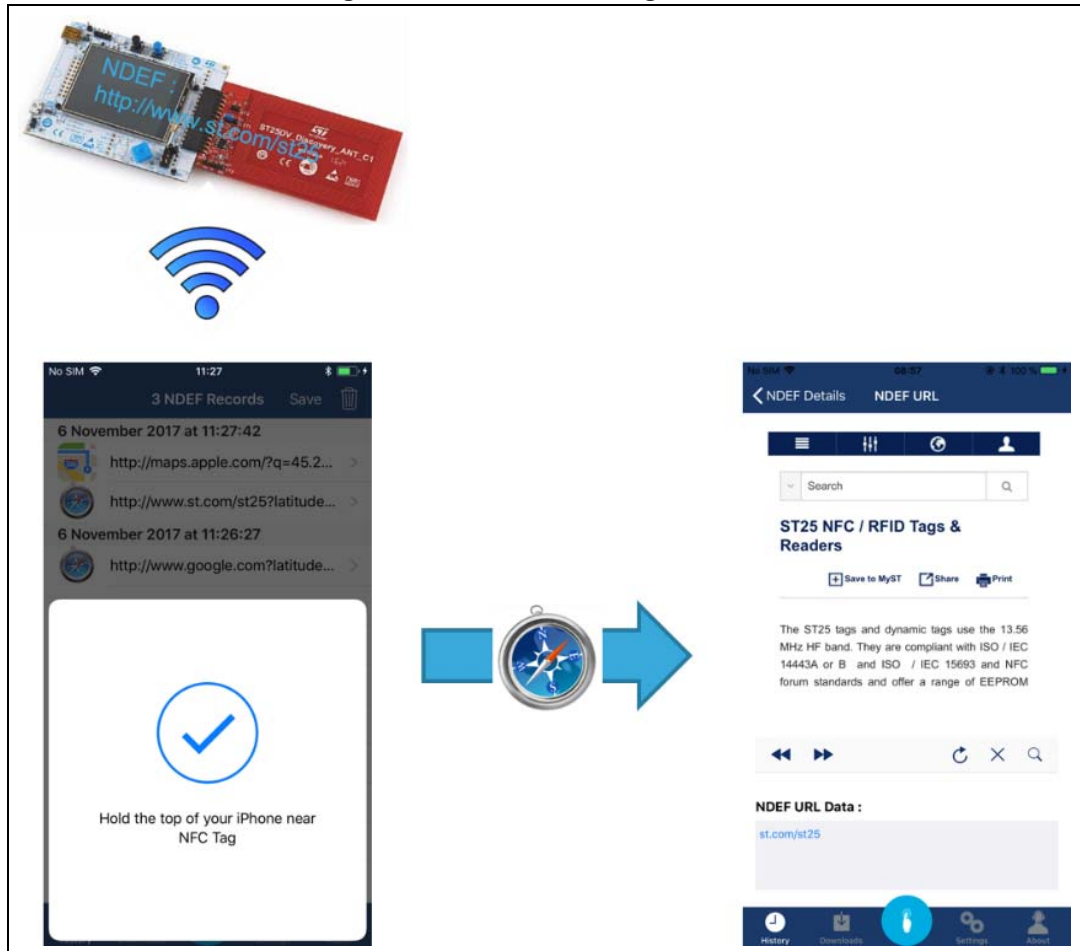 NDEF :
http://www.st.com/st25
ST25DV_Discovery_ANT_C1
No SIM 11:27
3 NDEF Records Save
6 November 2017 at 11:27:42
http://maps.apple.com/?q=45.2...
http://www.st.com/st25?latitude...
6 November 2017 at 11:26:27
http://www.google.com?latitude...
Hold the top of your iPhone near
NFC Tag
History
No SIM 08:57 100 %
NDEF Details NDEF URL
Search
ST25 NFC / RFID Tags &
Readers
Save to MyST Share Print
The ST25 tags and dynamic tags use the 13.56
MHz HF band. They are compliant with ISO / IEC
14443A or B and ISO / IEC 15693 and NFC
forum standards and offer a range of EEPROM
NDEF URL Data :
st.com/st25
History Downloads Settings About